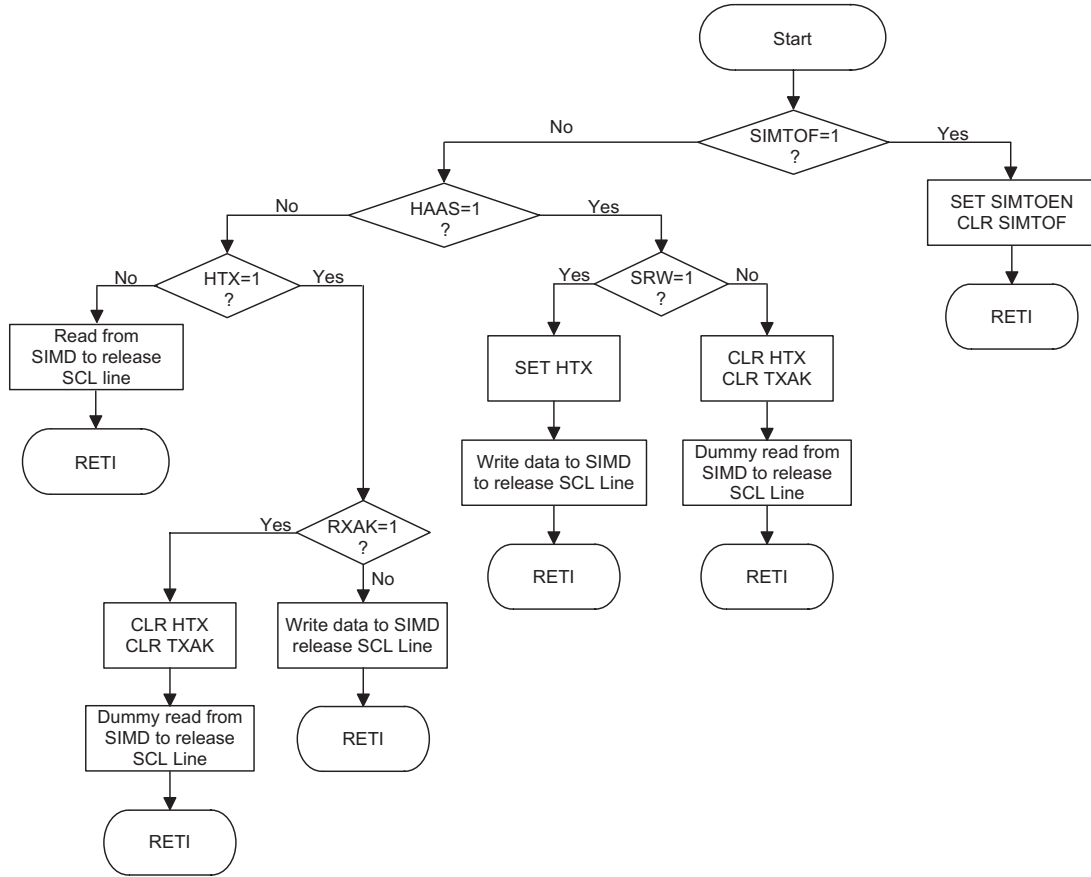 Start
SIMTOF=1
?
No
Yes
SET SIMTOEN
CLR SIMTOF
RETI
HAAS=1
?
No
Yes
HTX=1
?
No
Yes
SRW=1
?
Yes
No
Read from
SIMD to release
SCL line
RETI
SET HTX
CLR HTX
CLR TXAK
Write data to SIMD
to release SCL Line
Dummy read from
SIMD to release
SCL Line
RETI
RETI
RXAK=1
?
Yes
No
CLR HTX
CLR TXAK
Write data to SIMD
release SCL Line
Dummy read from
SIMD to release
SCL Line
RETI
RETI